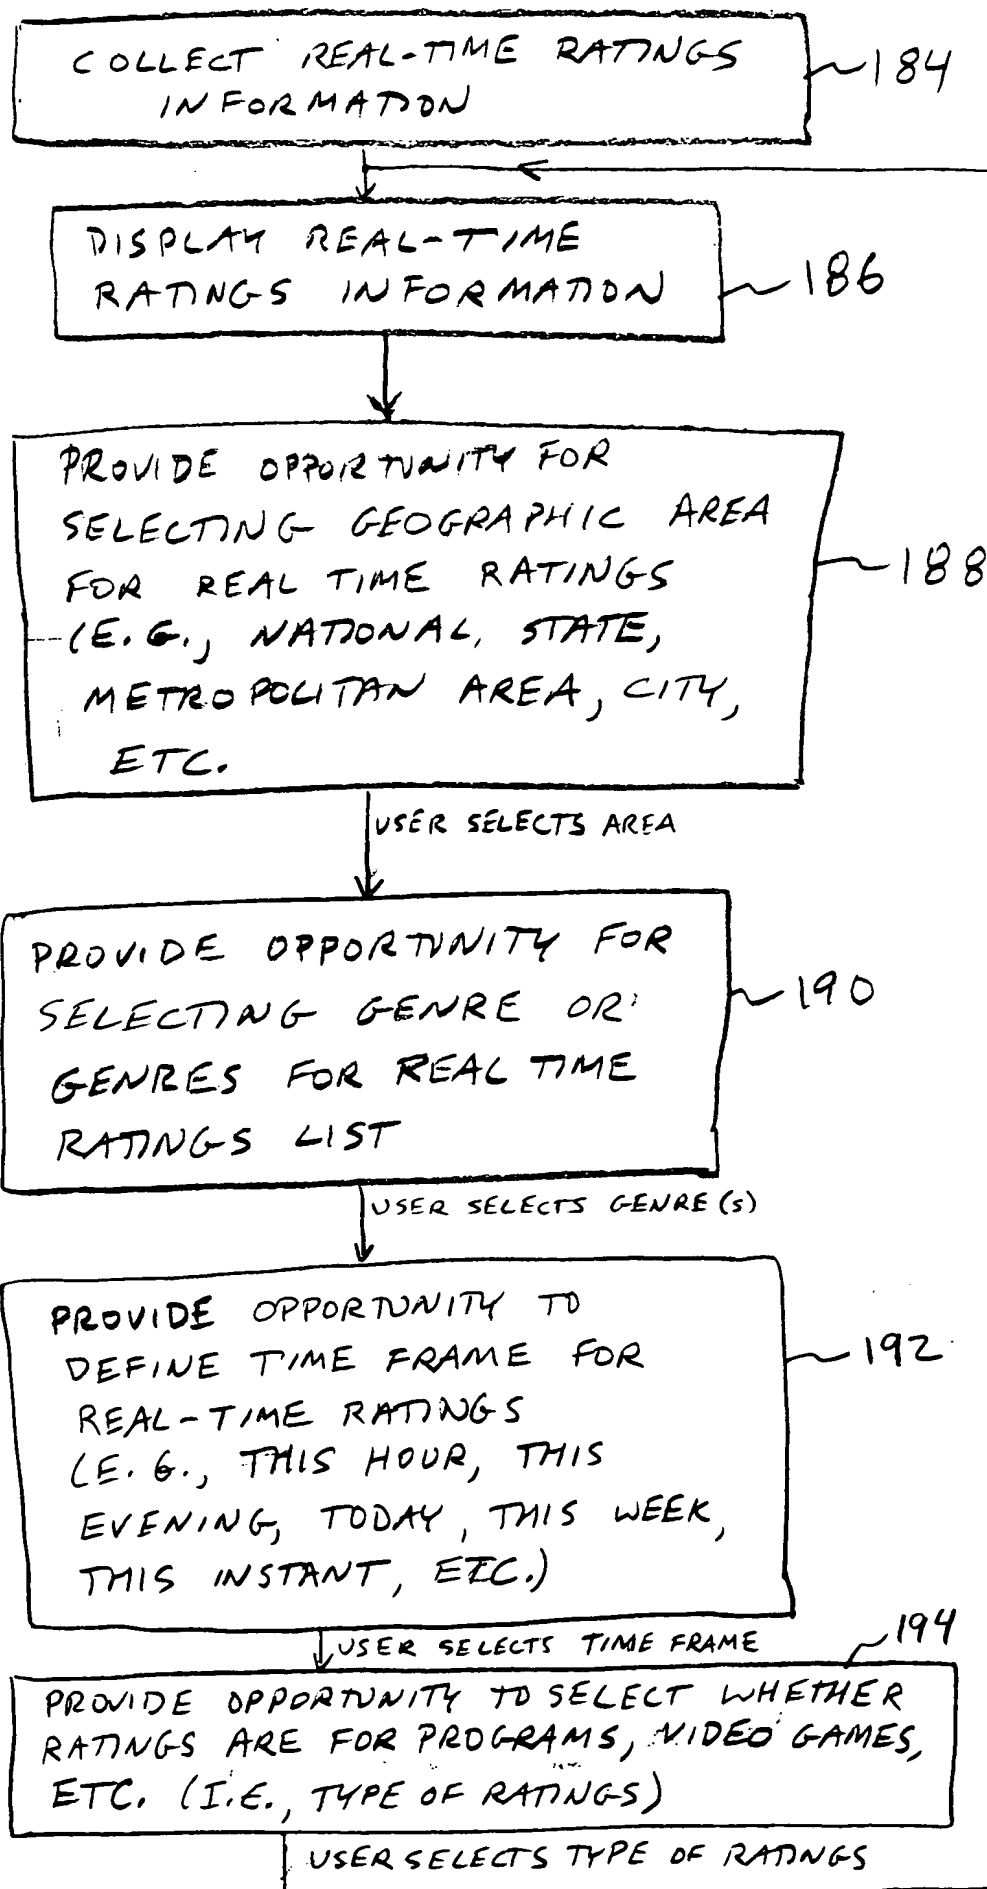 COLLECT REAL-TIME RATINGS
INFORMATION
184
DISPLAY REAL-TIME
RATINGS INFORMATION
186
PROVIDE OPPORTUNITY FOR
SELECTING GEOGRAPHIC AREA
FOR REAL TIME RATINGS
(E.G., NATIONAL, STATE,
METROPOLITAN AREA, CITY,
ETC.
188
USER SELECTS AREA
PROVIDE OPPORTUNITY FOR
SELECTING GENRE OR
GENRES FOR REAL TIME
RATINGS LIST
190
USER SELECTS GENRE(S)
PROVIDE OPPORTUNITY TO
DEFINE TIME FRAME FOR
REAL-TIME RATINGS
(E.G., THIS HOUR, THIS
EVENING, TODAY, THIS WEEK,
THIS INSTANT, ETC.)
192
USER SELECTS TIME FRAME
194
PROVIDE OPPORTUNITY TO SELECT WHETHER
RATINGS ARE FOR PROGRAMS, VIDEO GAMES,
ETC. (I.E., TYPE OF RATINGS)
USER SELECTS TYPE OF RATINGS